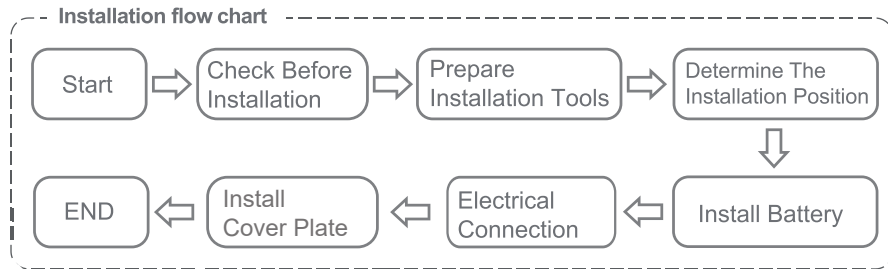 Installation flow chart
Start
Check Before
Installation
Prepare
Installation Tools
Determine The
Installation Position
Install Battery
Electrical
Connection
Install
Cover Plate
END